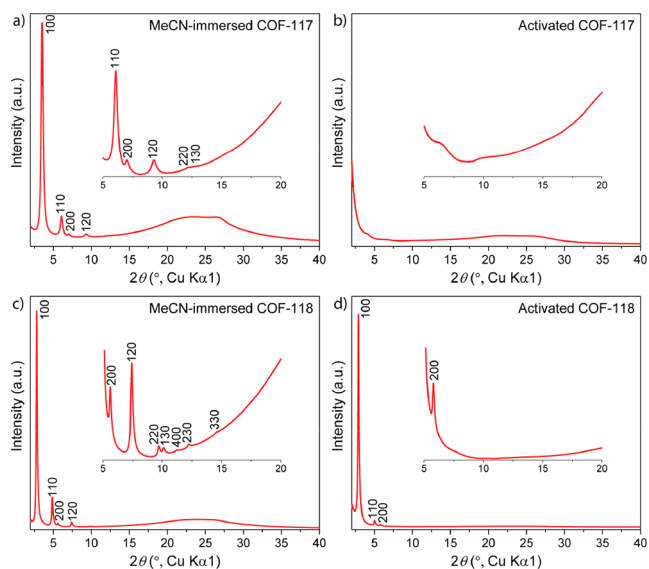 a)
MeCN-immersed COF-117
100
110
200
120
220
130
5 10 15 20
110
200
120
Intensity (a.u.)
5 10 15 20 25 30 35 40
2θ (°, Cu Kα1)
b)
Activated COF-117
5 10 15 20
Intensity (a.u.)
5 10 15 20 25 30 35 40
2θ (°, Cu Kα1)
c)
MeCN-immersed COF-118
100
200
120
220
130
400
230
330
5 10 15 20
110
200
120
Intensity (a.u.)
5 10 15 20 25 30 35 40
2θ (°, Cu Kα1)
d)
Activated COF-118
100
200
5 10 15 20
110
200
Intensity (a.u.)
5 10 15 20 25 30 35 40
2θ (°, Cu Kα1)